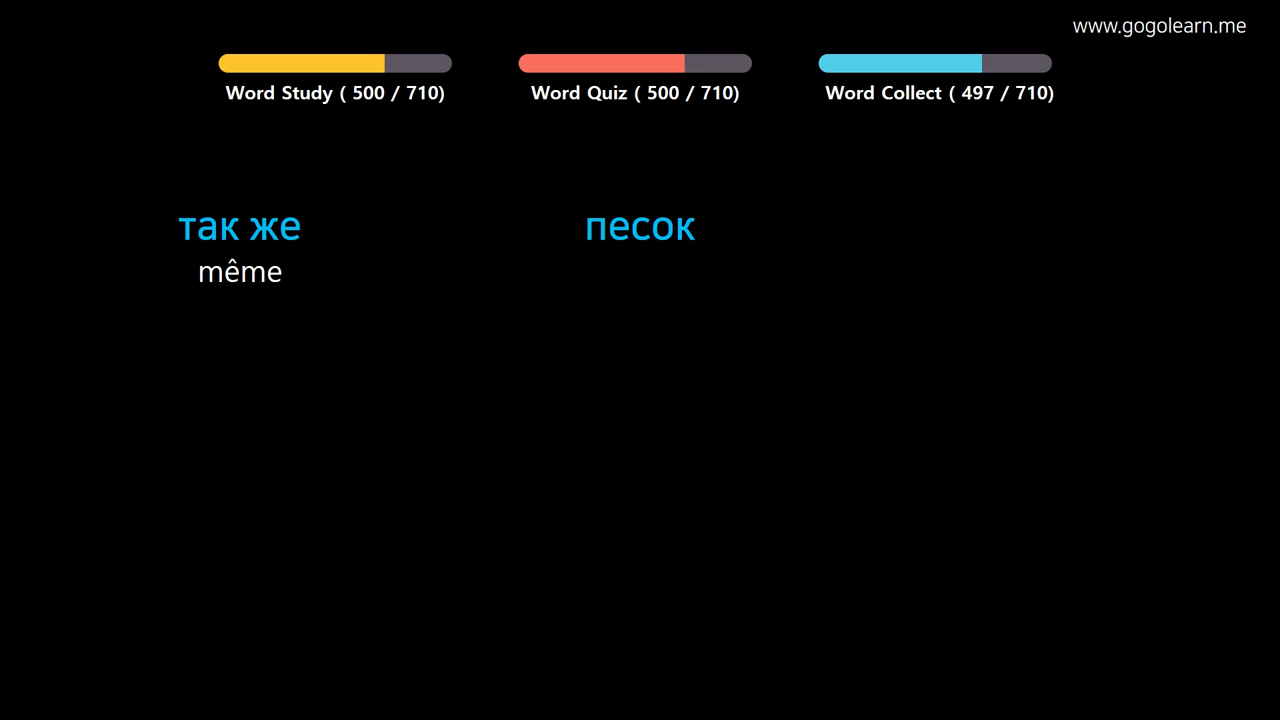 www.gogolearn.me
Word Study ( 500 / 710)
Word Quiz ( 500 / 710)
Word Collect ( 497 / 710)
так же
песок
même